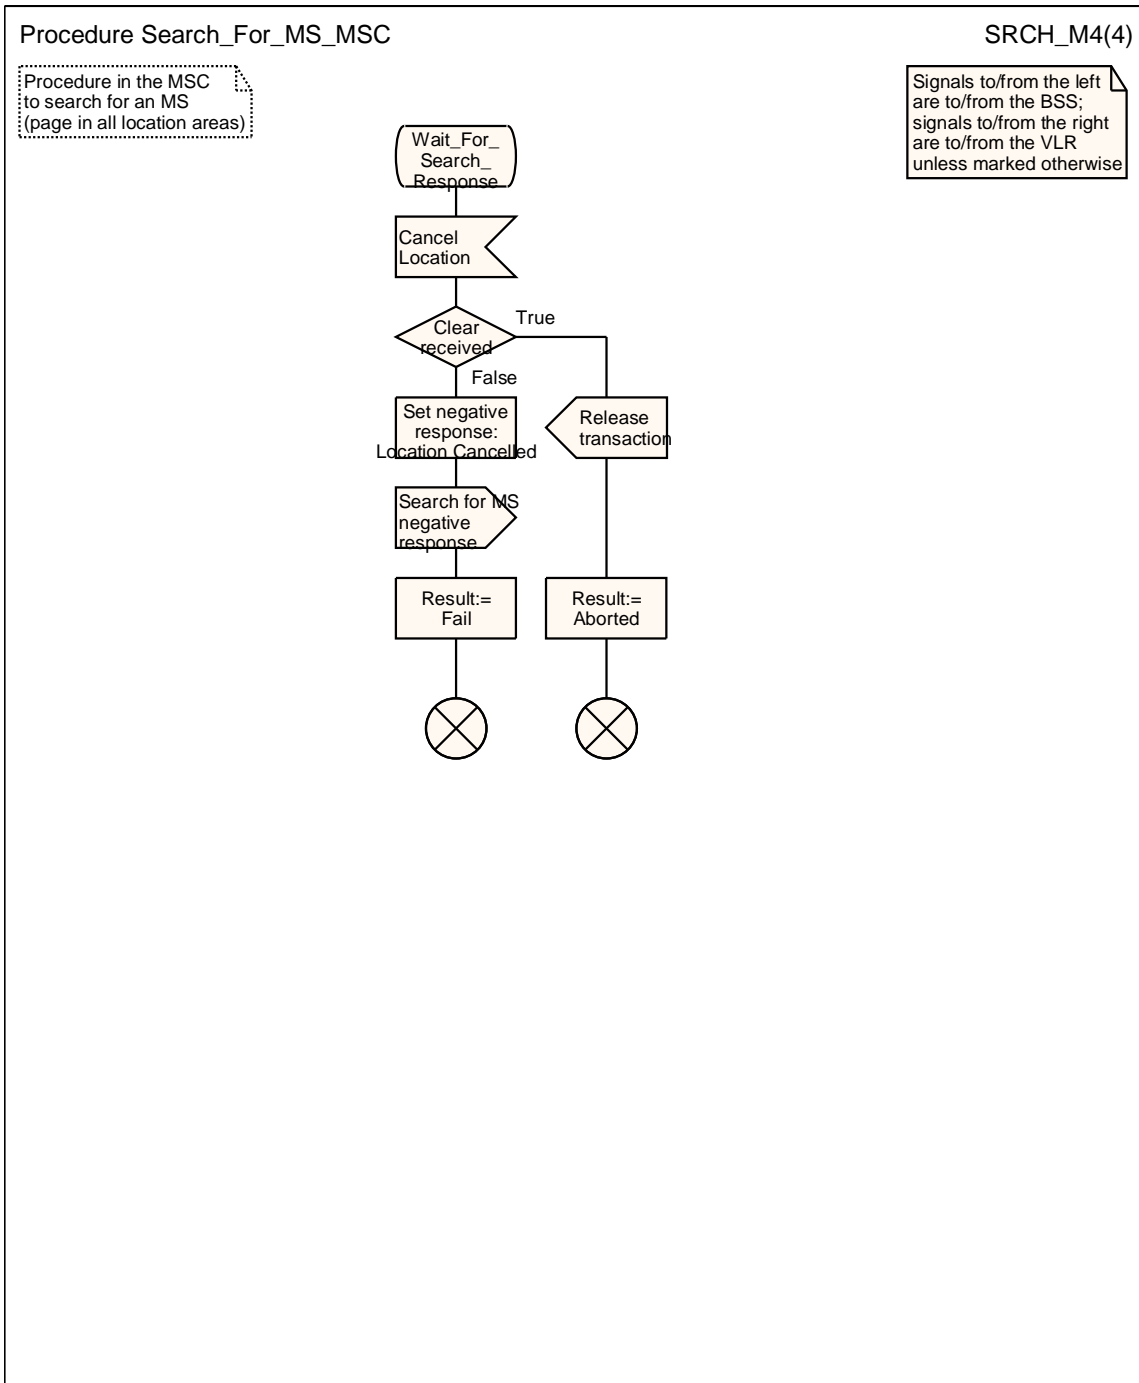 Procedure Search_For_MS_MSC
SRCH_M4(4)
Procedure in the MSC
to search for an MS
(page in all location areas)
Signals to/from the left
are to/from the BSS;
signals to/from the right
are to/from the VLR
unless marked otherwise
Wait_For_
Search_
Response
Cancel
Location
Clear
received
True
False
Set negative
response:
Location Cancelled
Release
transaction
Search for MS
negative
response
Result:=
Fail
Result:=
Aborted